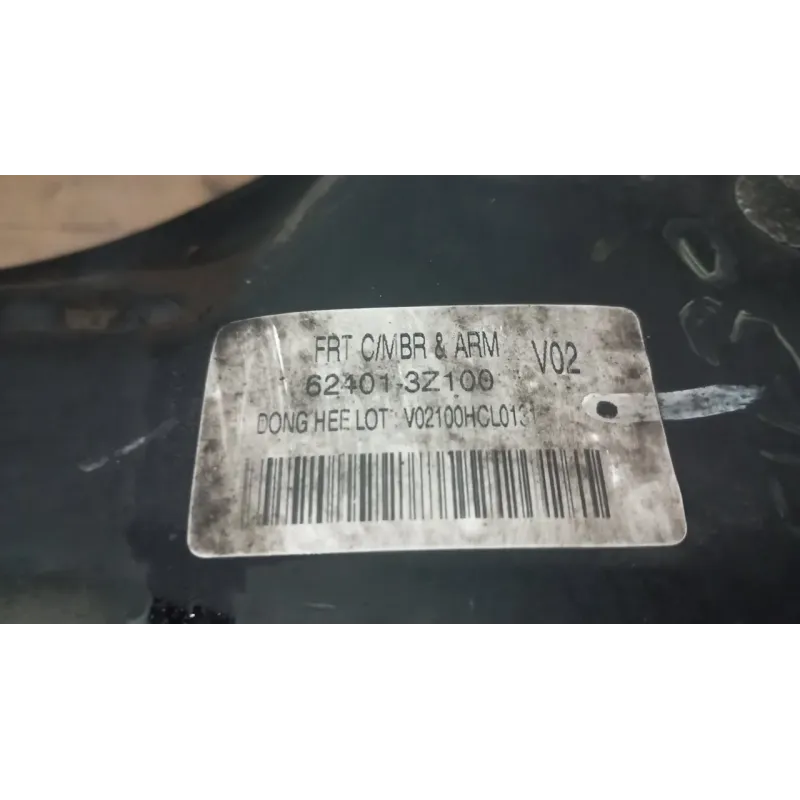 FRT C/MBR & ARM V02
62401-3Z100
DONG HEE LOT: V02100HCL0131